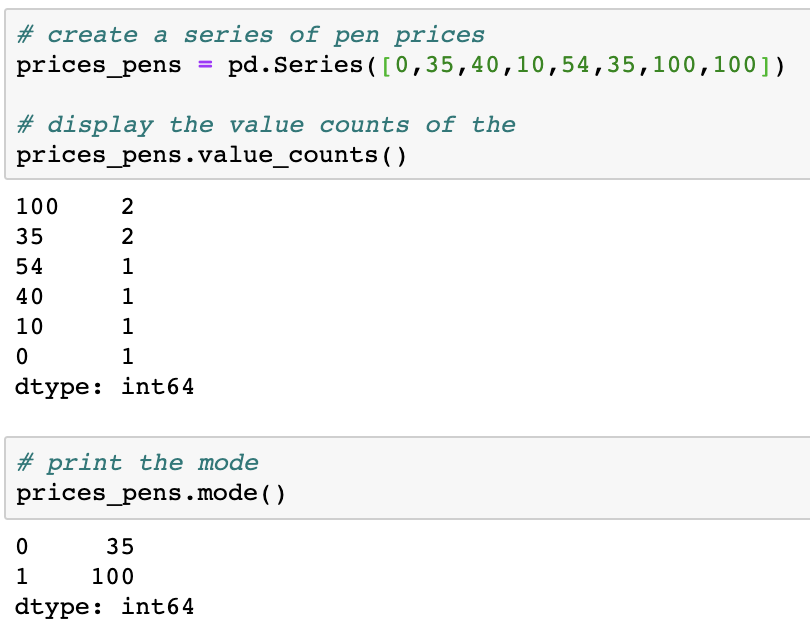 # create a series of pen prices
prices_pens = pd.Series([0,35,40,10,54,35,100,100])
# display the value counts of the
prices_pens.value_counts()
100    2
35     2
54     1
40     1
10     1
0      1
dtype: int64
# print the mode
prices_pens.mode()
0     35
1    100
dtype: int64